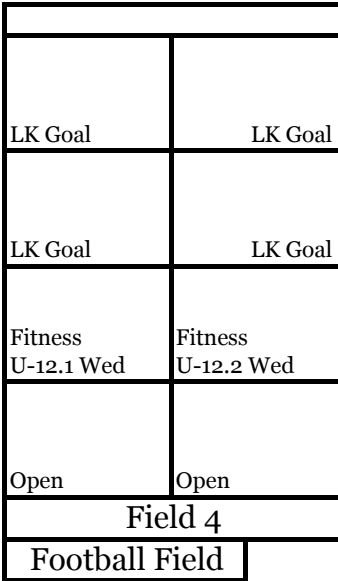 LK Goal LK Goal
LK Goal LK Goal
Fitness Fitness
U-12.1 Wed U-12.2 Wed
Open Open
Field 4
Football Field